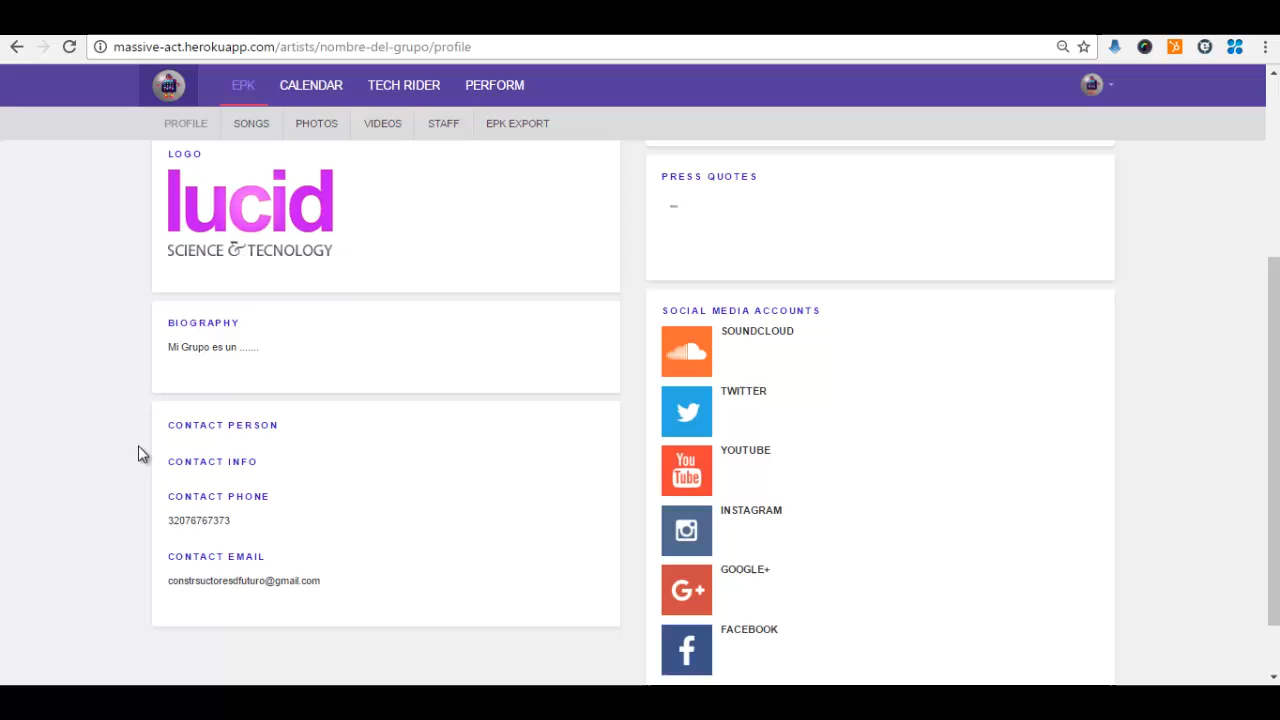 massive-act.herokuapp.com/artists/nombre-del-grupo/profile
EPK CALENDAR TECH RIDER PERFORM
PROFILE SONGS PHOTOS VIDEOS STAFF EPK EXPORT
LOGO
lucid
SCIENCE & TECNOLOGY
BIOGRAPHY
Mi Grupo es un .......
CONTACT PERSON
CONTACT INFO
CONTACT PHONE
32076767373
CONTACT EMAIL
constrsuctoresdfuturo@gmail.com
PRESS QUOTES
–
SOCIAL MEDIA ACCOUNTS
SOUNDCLOUD
TWITTER
You
Tube
YOUTUBE
INSTAGRAM
G+
GOOGLE+
f
FACEBOOK